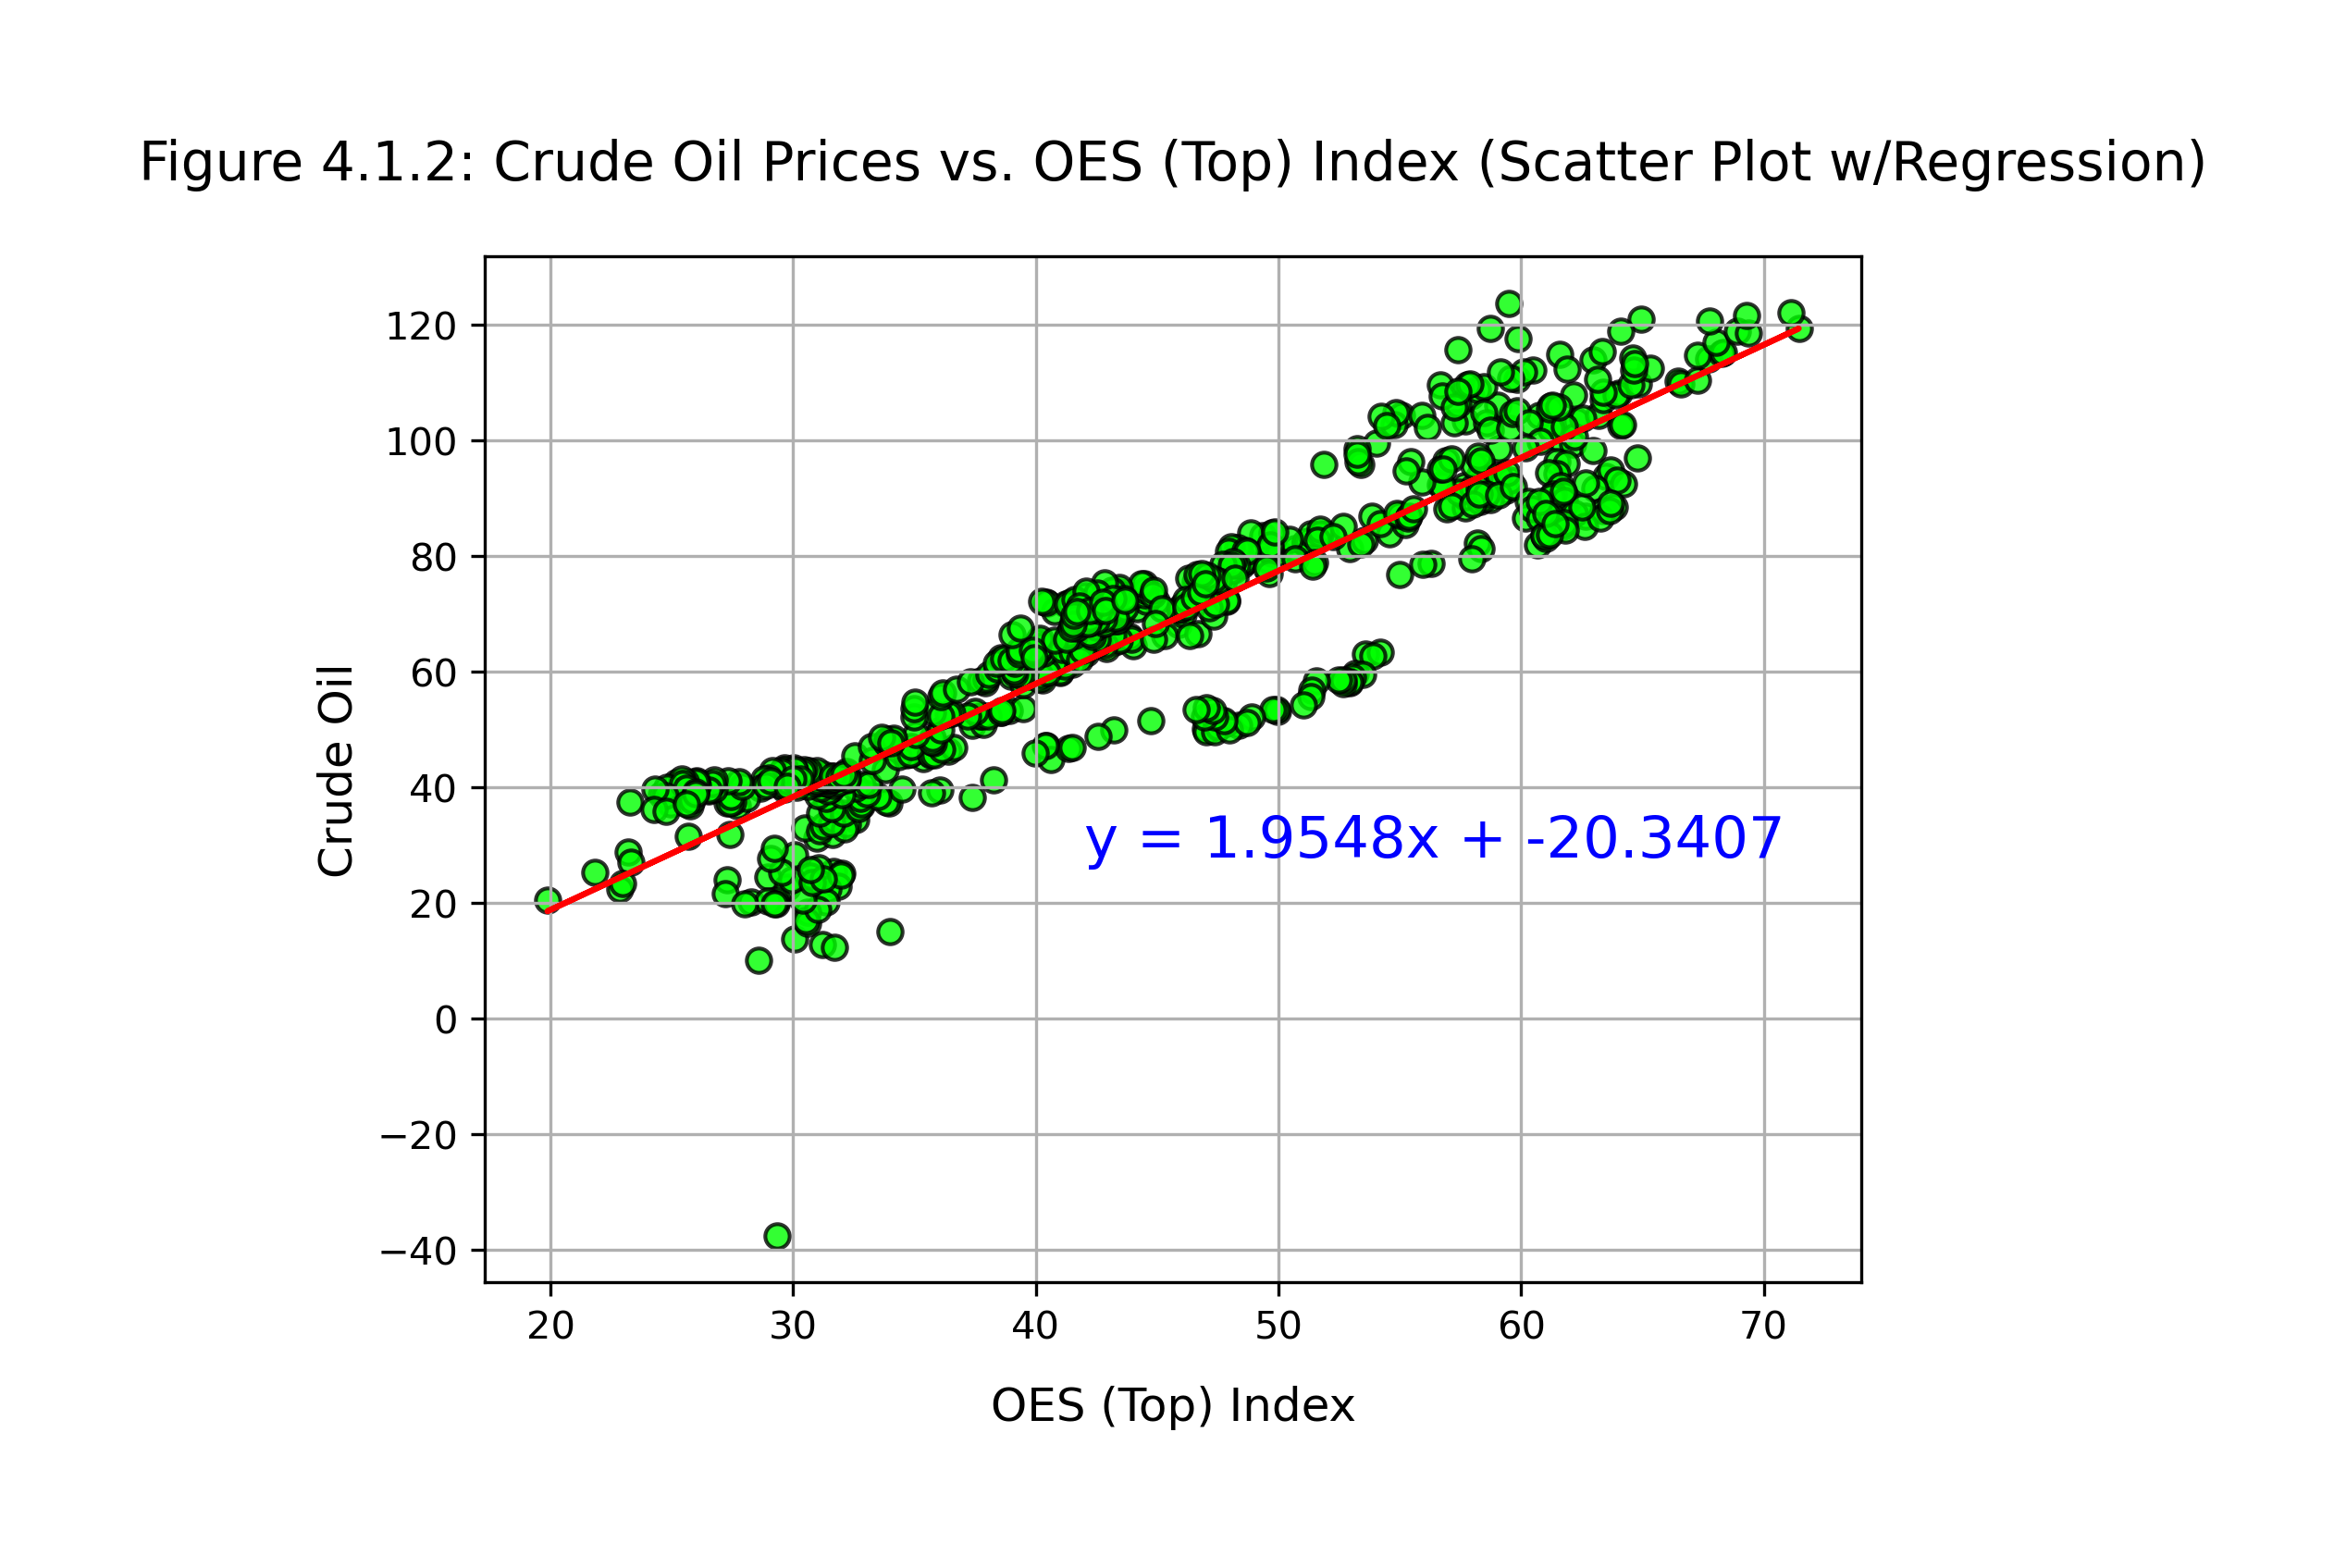 Figure 4.1.2: Crude Oil Prices vs. OES (Top) Index (Scatter Plot w/Regression)
120
100
80
60
40
20
0
−20
−40
Crude Oil
y = 1.9548x + -20.3407
20 30 40 50 60 70
OES (Top) Index